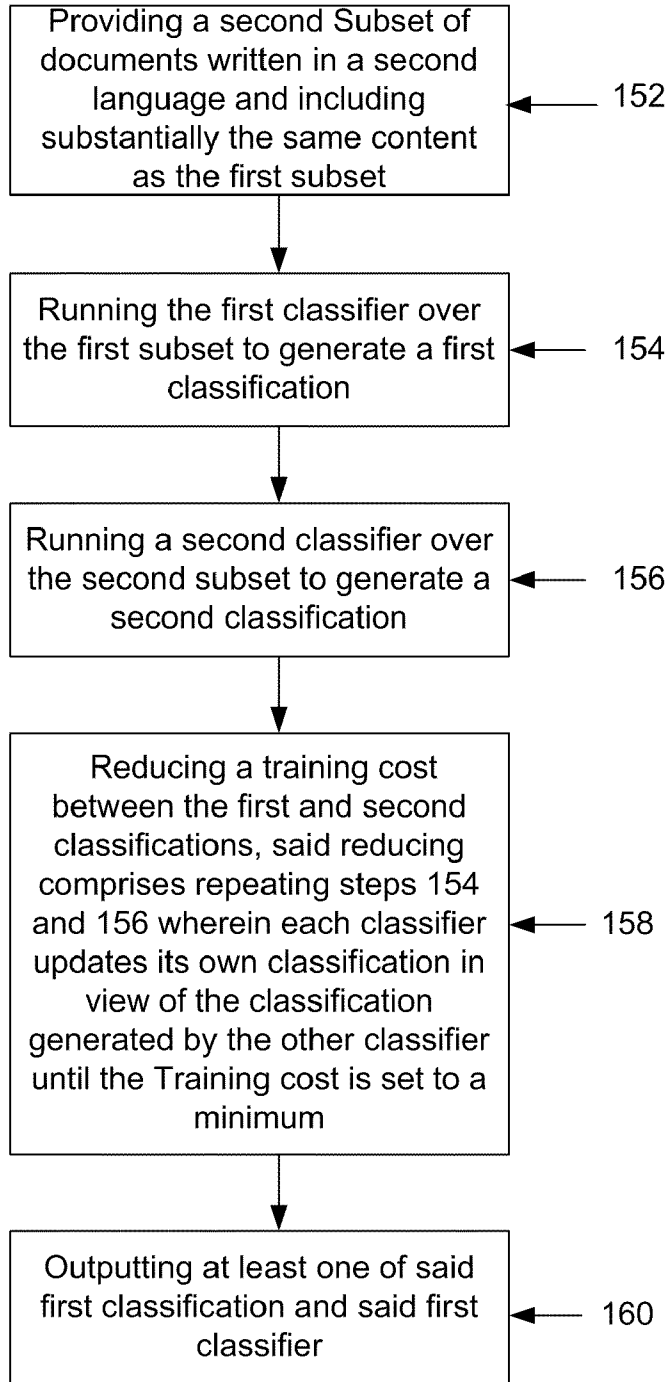 Providing a second Subset of
documents written in a second
language and including
substantially the same content
as the first subset
152
Running the first classifier over
the first subset to generate a first
classification
154
Running a second classifier over
the second subset to generate a
second classification
156
Reducing a training cost
between the first and second
classifications, said reducing
comprises repeating steps 154
and 156 wherein each classifier
updates its own classification in
view of the classification
generated by the other classifier
until the Training cost is set to a
minimum
158
Outputting at least one of said
first classification and said first
classifier
160